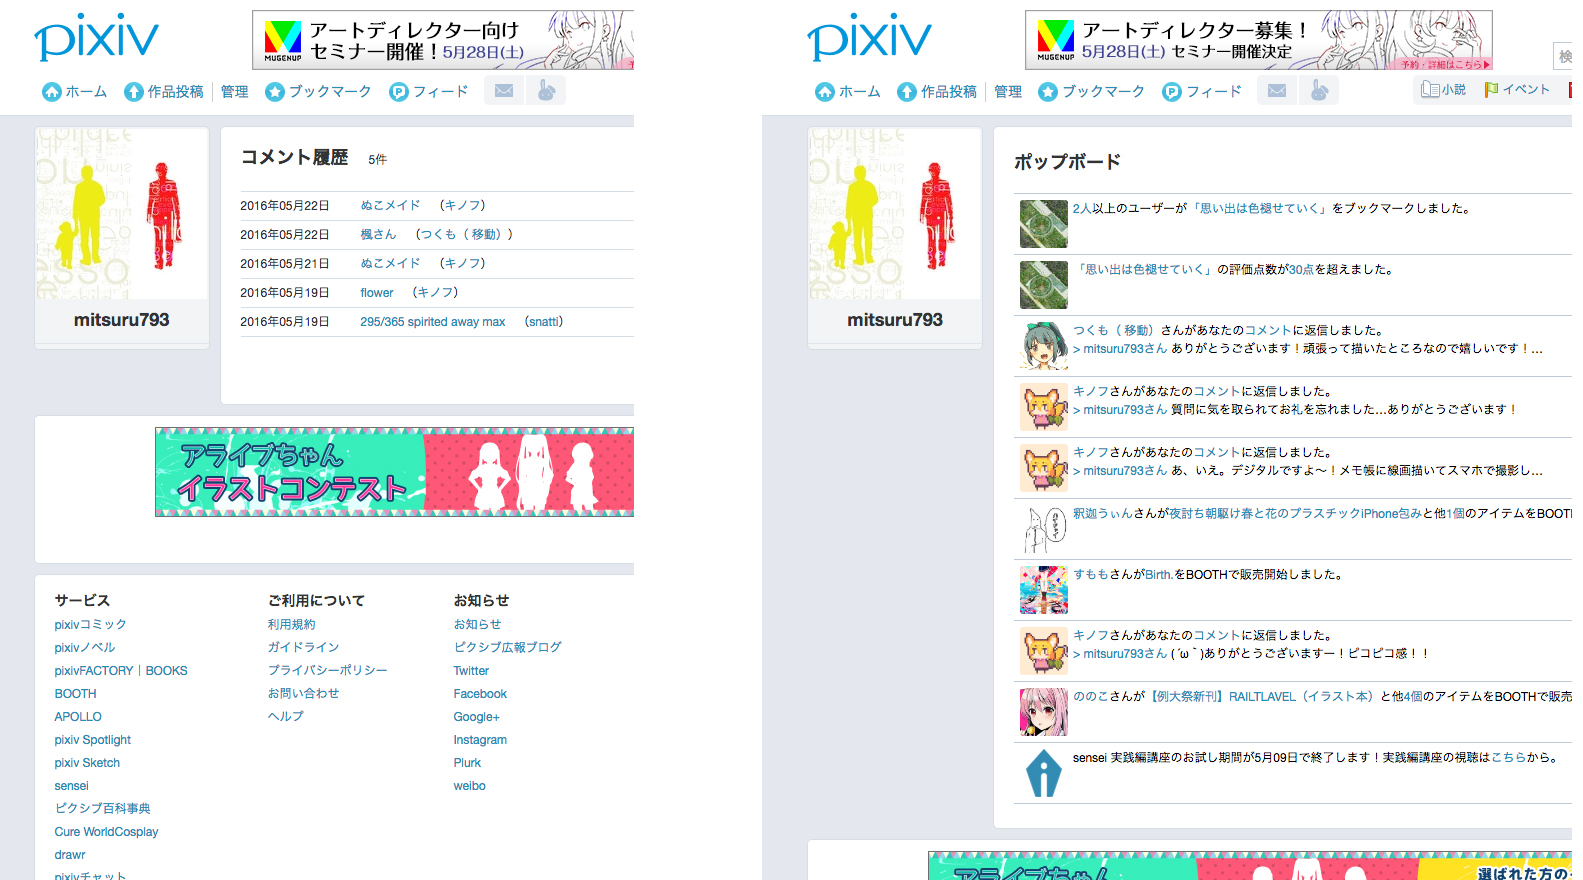 pixiv
MUGENUP
アートディレクター向け
セミナー開催！5月28日(土)
ホーム
作品投稿
管理
ブックマーク
フィード
mitsuru793
コメント履歴 5件
2016年05月22日 ぬこメイド （キノフ）
2016年05月22日 楓さん （つくも（ 移動））
2016年05月21日 ぬこメイド （キノフ）
2016年05月19日 flower （キノフ）
2016年05月19日 295/365 spirited away max （snatti）
アライブちゃん
イラストコンテスト
サービス
pixivコミック
pixivノベル
pixivFACTORY｜BOOKS
BOOTH
APOLLO
pixiv Spotlight
pixiv Sketch
sensei
ピクシブ百科事典
Cure WorldCosplay
drawr
pixivチャット
ご利用について
利用規約
ガイドライン
プライバシーポリシー
お問い合わせ
ヘルプ
お知らせ
お知らせ
ピクシブ広報ブログ
Twitter
Facebook
Google+
Instagram
Plurk
weibo
pixiv
MUGENUP
アートディレクター募集！
5月28日(土) セミナー開催決定
予約・詳細はこちら▶
検
ホーム
作品投稿
管理
ブックマーク
フィード
小説
イベント
mitsuru793
ポップボード
2人以上のユーザーが「思い出は色褪せていく」をブックマークしました。
「思い出は色褪せていく」の評価点数が30点を超えました。
つくも（ 移動）さんがあなたのコメントに返信しました。
> mitsuru793さん ありがとうございます！頑張って描いたところなので嬉しいです！...
キノフさんがあなたのコメントに返信しました。
> mitsuru793さん 質問に気を取られてお礼を忘れました…ありがとうございます！
キノフさんがあなたのコメントに返信しました。
> mitsuru793さん あ、いえ。デジタルですよ〜！メモ帳に線画描いてスマホで撮影し...
釈迦うぃんさんが夜討ち朝駆け春と花のプラスチックiPhone包みと他1個のアイテムをBOOT
すももさんがBirth.をBOOTHで販売開始しました。
キノフさんがあなたのコメントに返信しました。
> mitsuru793さん (´ω｀)ありがとうございますー！ピコピコ感！！
ののこさんが【例大祭新刊】RAILTLAVEL（イラスト本）と他4個のアイテムをBOOTHで販売
sensei 実践編講座のお試し期間が5月09日で終了します！実践編講座の視聴はこちらから。
アライブちゃん
選ばれた方の